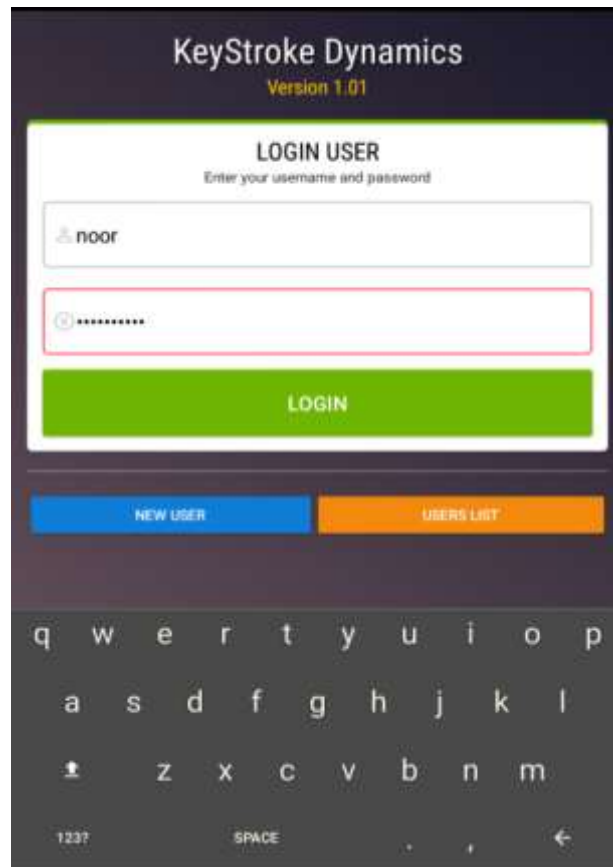 KeyStroke Dynamics
Version 1.01
LOGIN USER
Enter your username and password
noor
••••••••••
LOGIN
NEW USER USERS LIST
q w e r t y u i o p
a s d f g h j k l
z x c v b n m
123? SPACE . ,